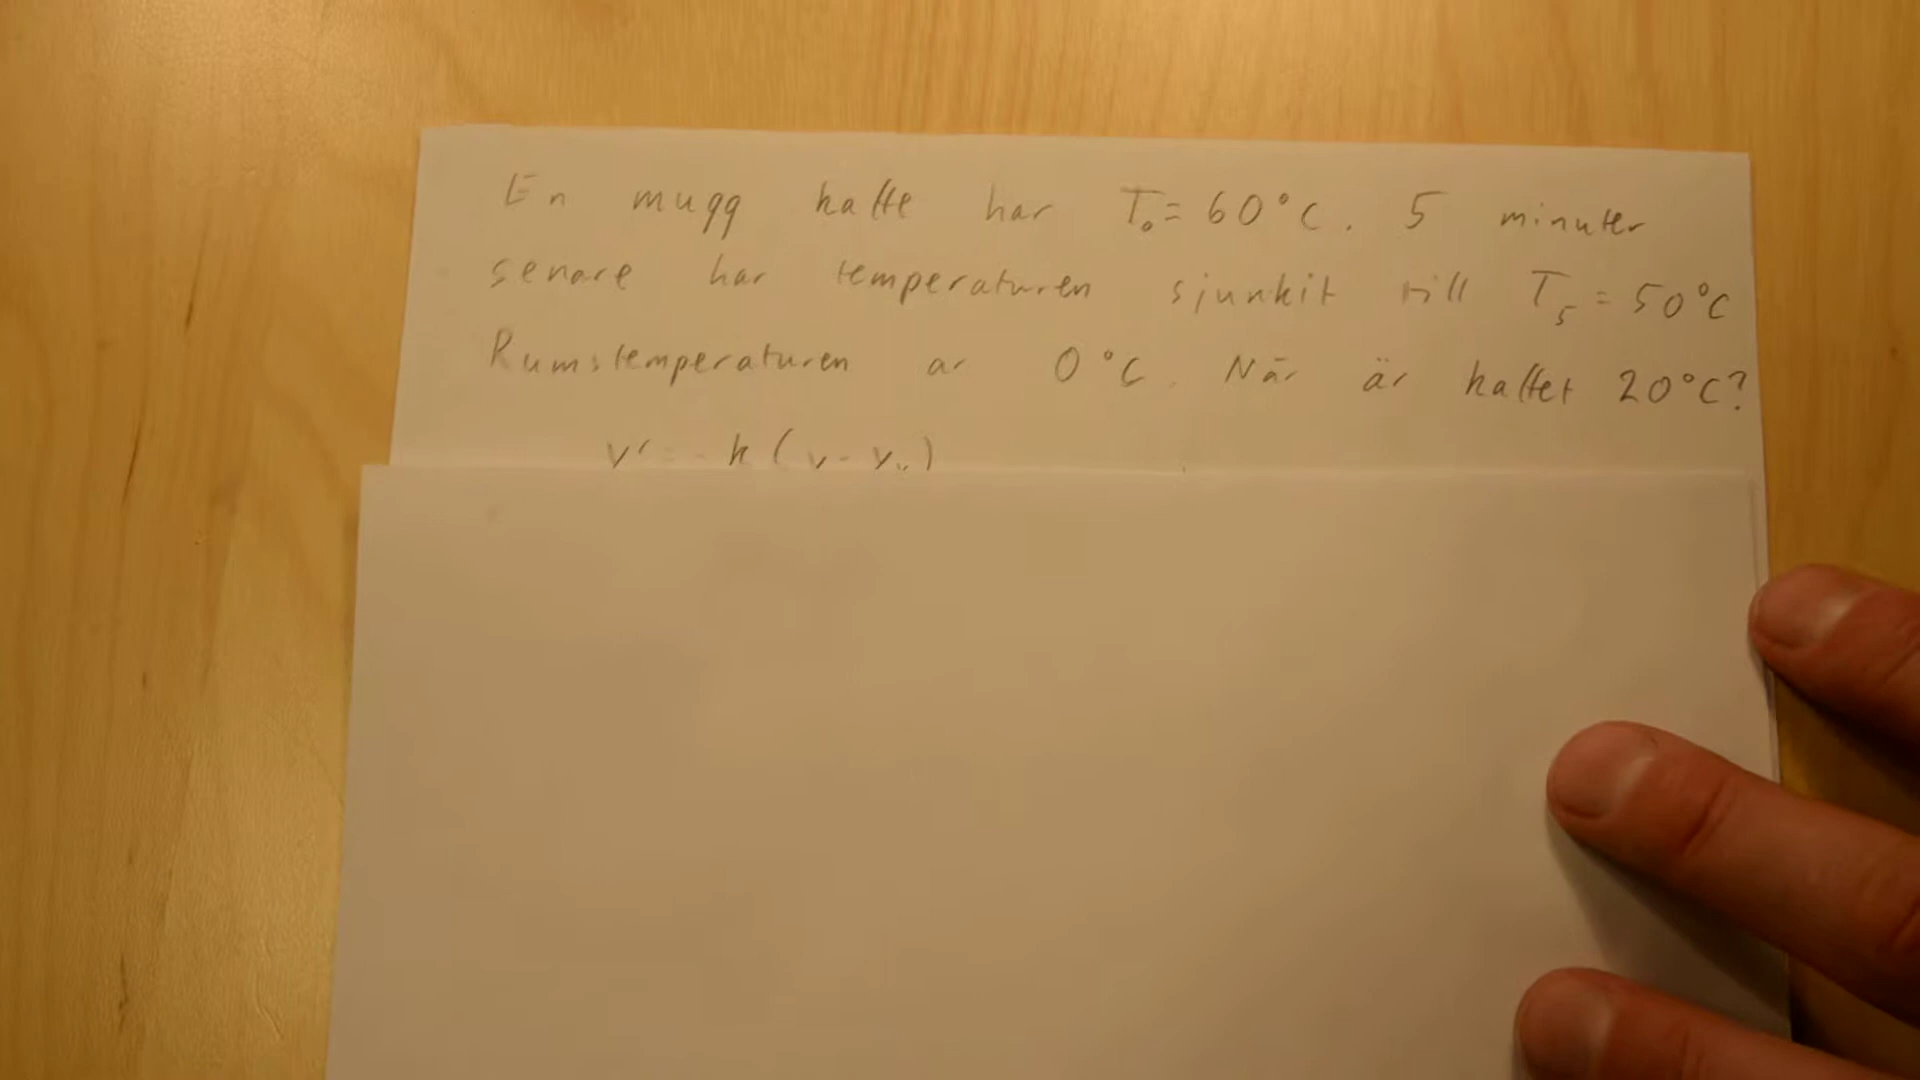 En mugg kaffe har T₀ = 60°C. 5 minuter
senare har temperaturen sjunkit till T₅ = 50°C
Rumstemperaturen är 0°C. När är kaffet 20°C?
y' = -k(y - yᵤ)